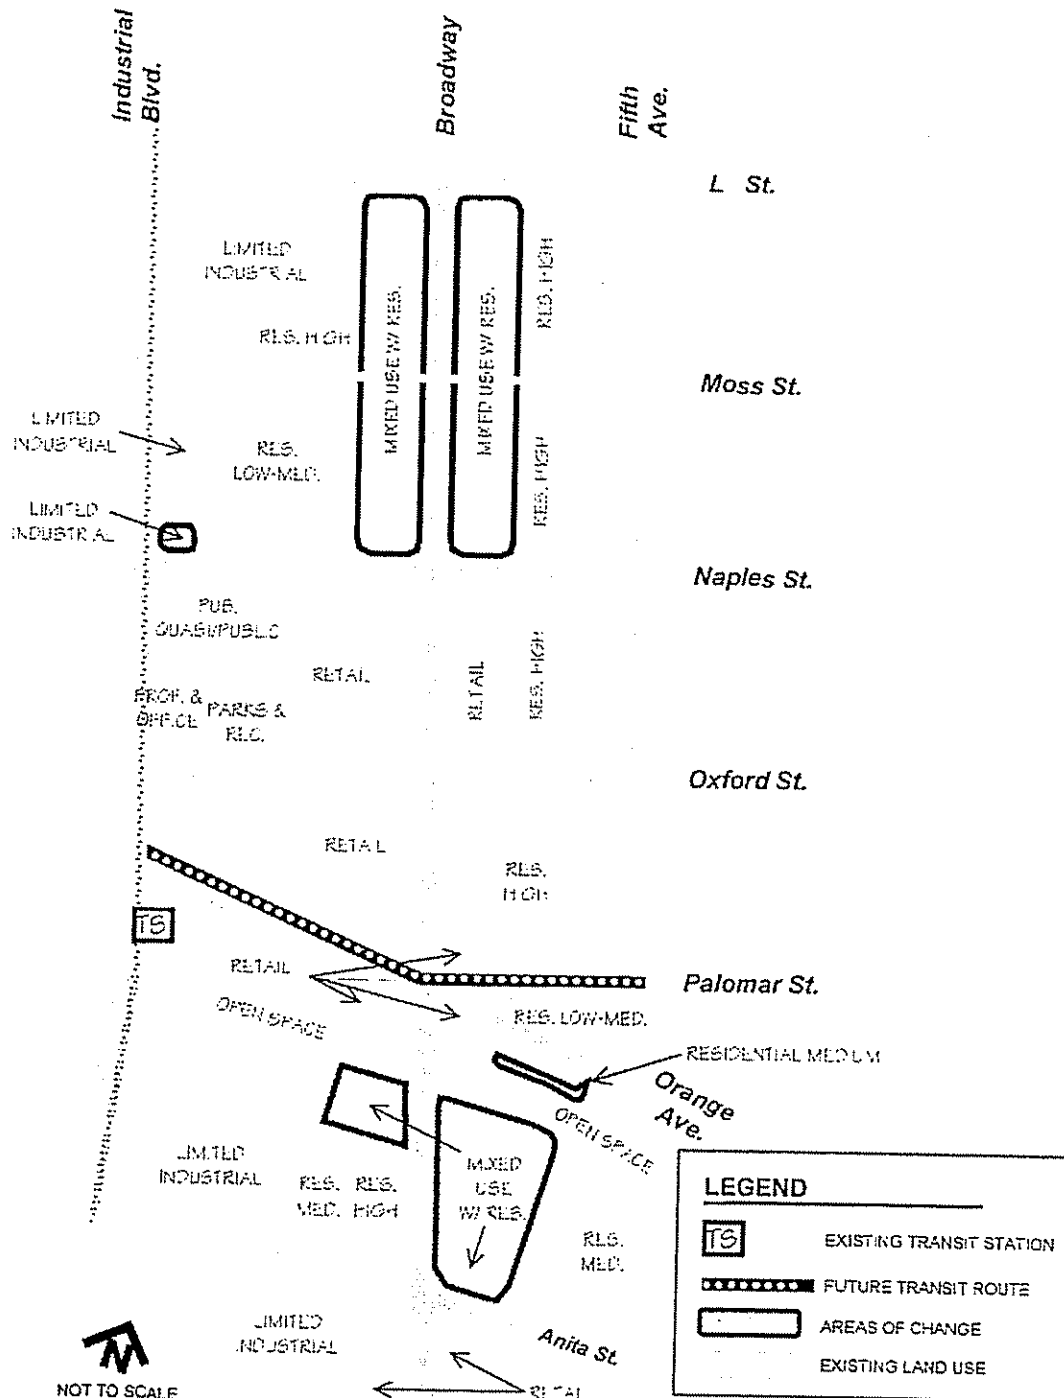 Industrial
Blvd.
Broadway
Fifth
Ave.
L St.
LIMITED
INDUSTRIAL
RES. HIGH
RES. HIGH
MIXED USE W/ RES.
MIXED USE W/ RES.
Moss St.
LIMITED
INDUSTRIAL
RES.
LOW-MED.
RES. HIGH
LIMITED
INDUSTRIAL
Naples St.
PUB.
QUASI/PUBLIC
RETAIL
RETAIL
RES. HIGH
PROF. &
OFFICE
PARKS &
REC.
Oxford St.
RETAIL
RES.
HIGH
TS
RETAIL
Palomar St.
OPEN SPACE
RES. LOW-MED.
RESIDENTIAL MEDIUM
Orange
Ave.
OPEN SPACE
LIMITED
INDUSTRIAL
RES.
MED.
RES.
HIGH
MIXED
USE
W/ RES.
RES.
MED.
LIMITED
INDUSTRIAL
Anita St.
RETAIL
NOT TO SCALE
LEGEND
TS EXISTING TRANSIT STATION
FUTURE TRANSIT ROUTE
AREAS OF CHANGE
EXISTING LAND USE